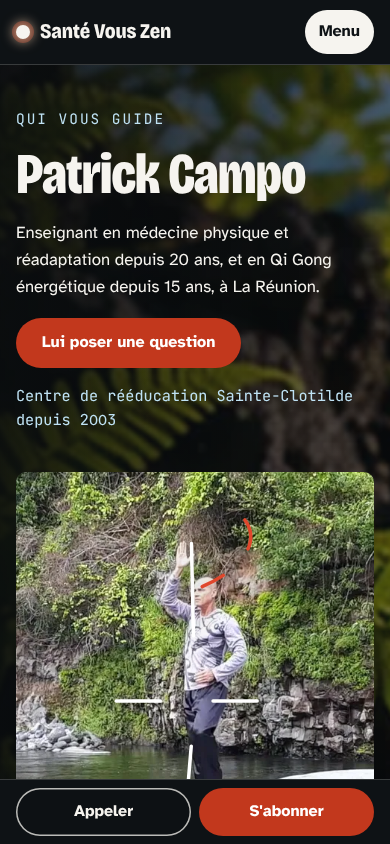 Santé Vous Zen
Menu
QUI VOUS GUIDE
Patrick Campo
Enseignant en médecine physique et
réadaptation depuis 20 ans, et en Qi Gong
énergétique depuis 15 ans, à La Réunion.
Lui poser une question
Centre de rééducation Sainte-Clotilde
depuis 2003
Appeler
S'abonner